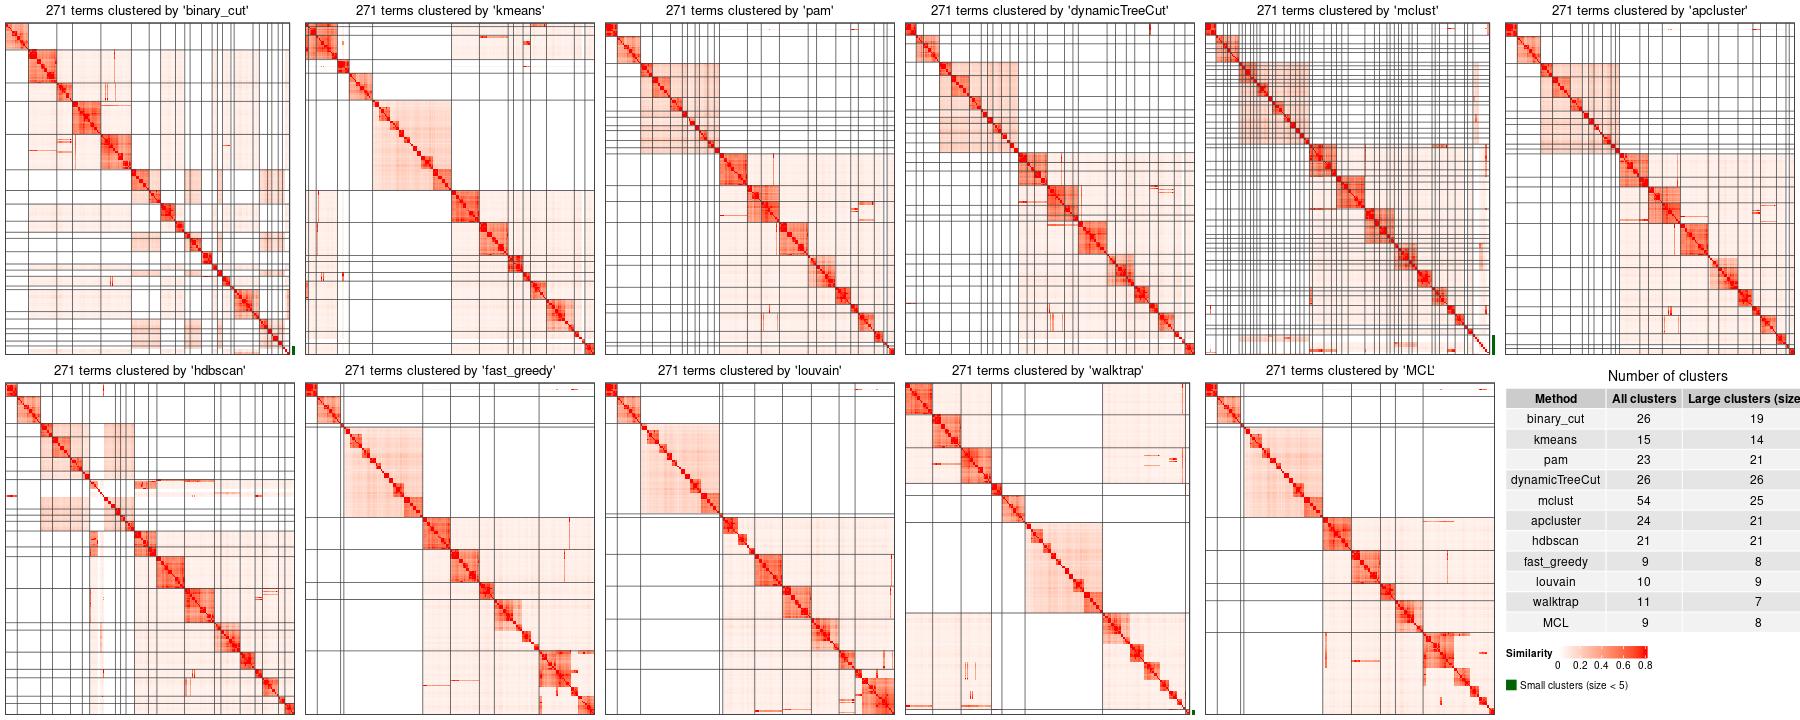 271 terms clustered by 'binary_cut'
271 terms clustered by 'kmeans'
271 terms clustered by 'pam'
271 terms clustered by 'dynamicTreeCut'
271 terms clustered by 'mclust'
271 terms clustered by 'apcluster'
271 terms clustered by 'hdbscan'
271 terms clustered by 'fast_greedy'
271 terms clustered by 'louvain'
271 terms clustered by 'walktrap'
271 terms clustered by 'MCL'
Number of clusters
Method All clusters Large clusters (size
binary_cut 26 19
kmeans 15 14
pam 23 21
dynamicTreeCut 26 26
mclust 54 25
apcluster 24 21
hdbscan 21 21
fast_greedy 9 8
louvain 10 9
walktrap 11 7
MCL 9 8
Similarity
0 0.2 0.4 0.6 0.8
Small clusters (size < 5)